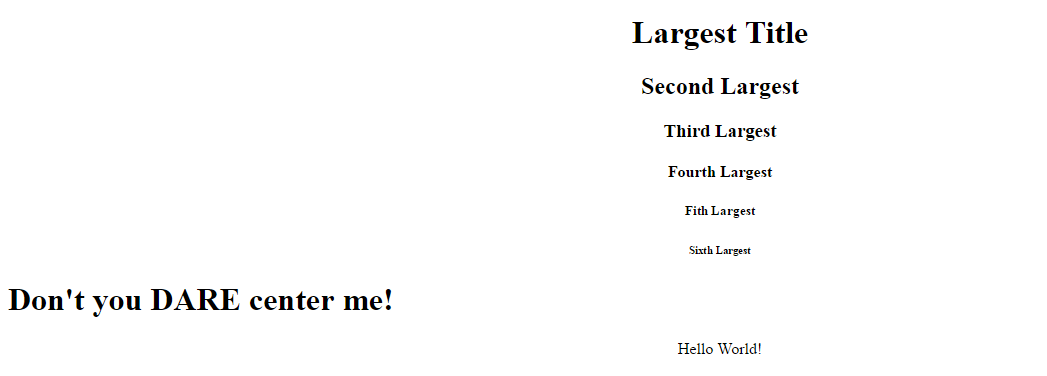 Largest Title
Second Largest
Third Largest
Fourth Largest
Fith Largest
Sixth Largest
Don't you DARE center me!
Hello World!